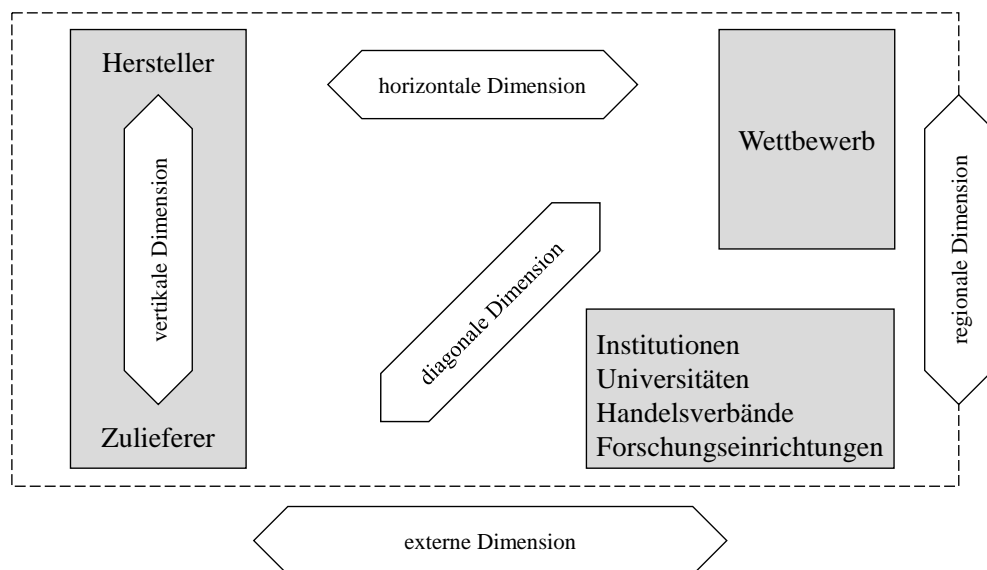 Hersteller
horizontale Dimension
Wettbewerb
vertikale Dimension
diagonale Dimension
regionale Dimension
Institutionen
Universitäten
Handelsverbände
Forschungseinrichtungen
Zulieferer
externe Dimension